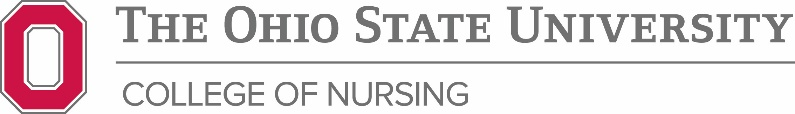 THE OHIO STATE UNIVERSITY
COLLEGE OF NURSING